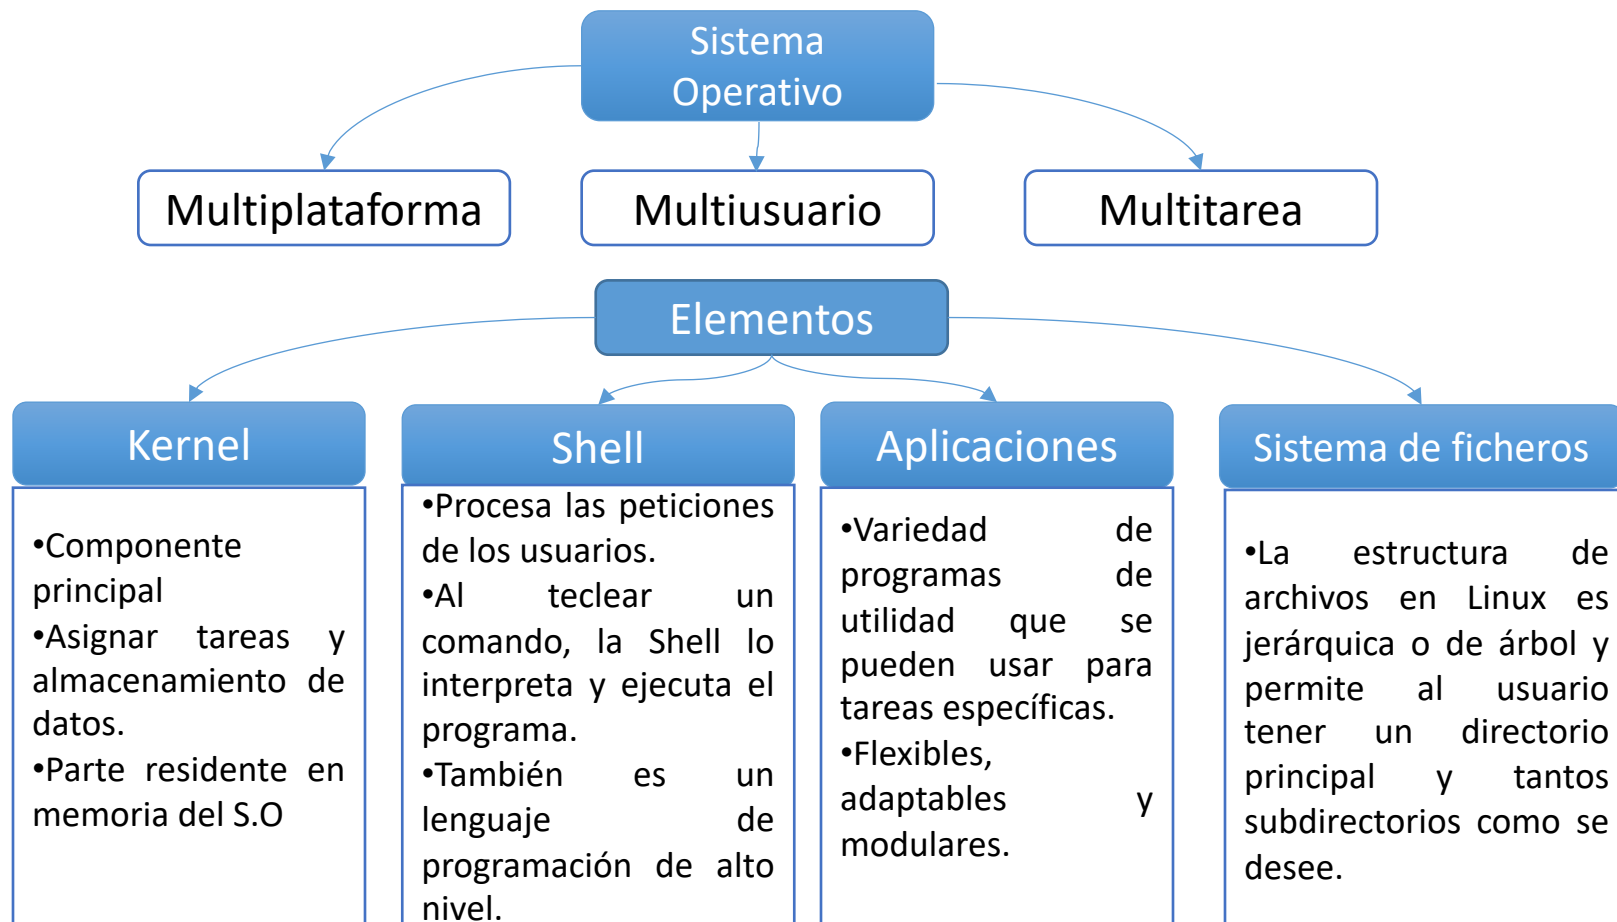 Sistema
Operativo
Multiplataforma
Multiusuario
Multitarea
Elementos
Kernel
•Componente
principal
•Asignar tareas y
almacenamiento de
datos.
•Parte residente en
memoria del S.O
Shell
•Procesa las peticiones
de los usuarios.
•Al teclear un
comando, la Shell lo
interpreta y ejecuta el
programa.
•También es un
lenguaje de
programación de alto
nivel.
Aplicaciones
•Variedad de
programas de
utilidad que se
pueden usar para
tareas específicas.
•Flexibles,
adaptables y
modulares.
Sistema de ficheros
•La estructura de
archivos en Linux es
jerárquica o de árbol y
permite al usuario
tener un directorio
principal y tantos
subdirectorios como se
desee.